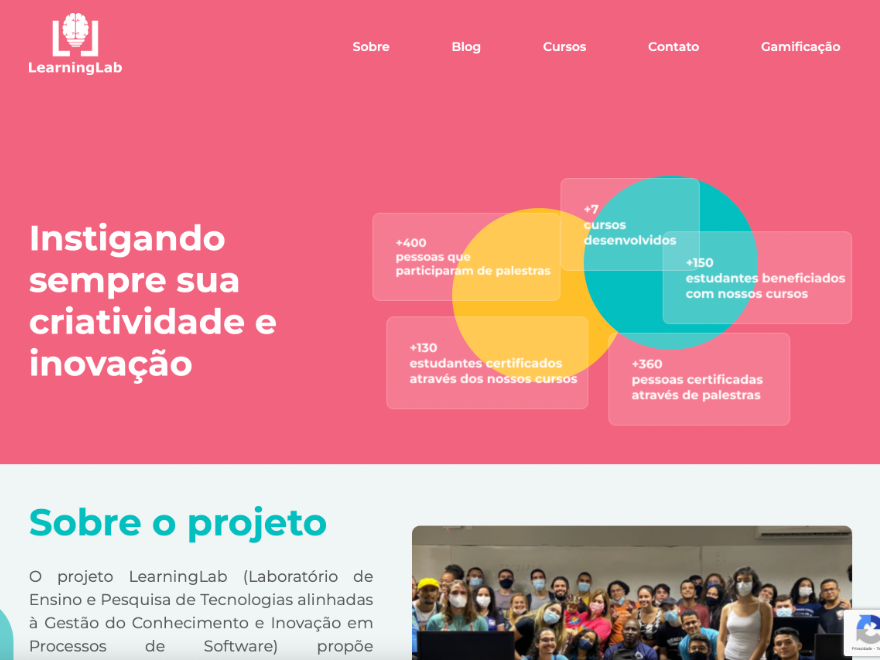 LearningLab
Sobre
Blog
Cursos
Contato
Gamificação
Instigando
sempre sua
criatividade e
inovação
+400
pessoas que
participaram de palestras
+7
cursos
desenvolvidos
+150
estudantes beneficiados
com nossos cursos
+130
estudantes certificados
através dos nossos cursos
+360
pessoas certificadas
através de palestras
Sobre o projeto
O projeto LearningLab (Laboratório de
Ensino e Pesquisa de Tecnologias alinhadas
à Gestão do Conhecimento e Inovação em
Processos de Software) propõe